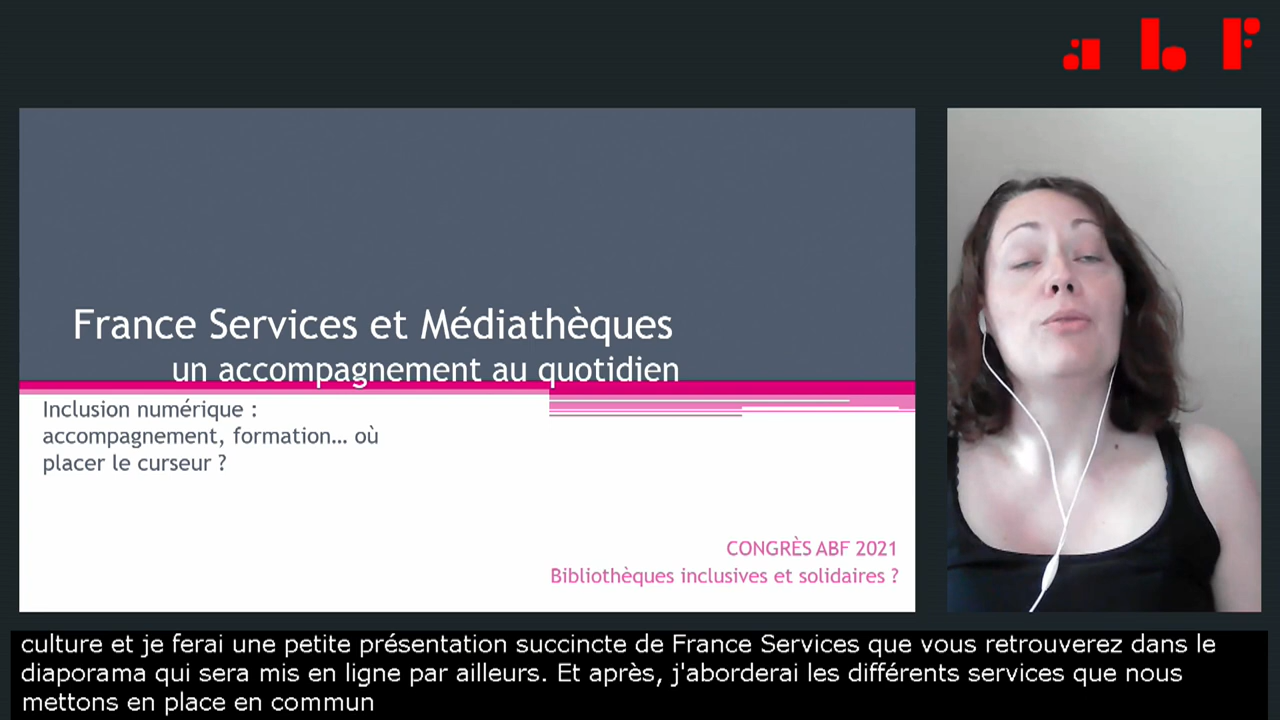 abf
France Services et Médiathèques
un accompagnement au quotidien
Inclusion numérique :
accompagnement, formation... où
placer le curseur ?
CONGRÈS ABF 2021
Bibliothèques inclusives et solidaires ?
culture et je ferai une petite présentation succincte de France Services que vous retrouverez dans le
diaporama qui sera mis en ligne par ailleurs. Et après, j'aborderai les différents services que nous
mettons en place en commun